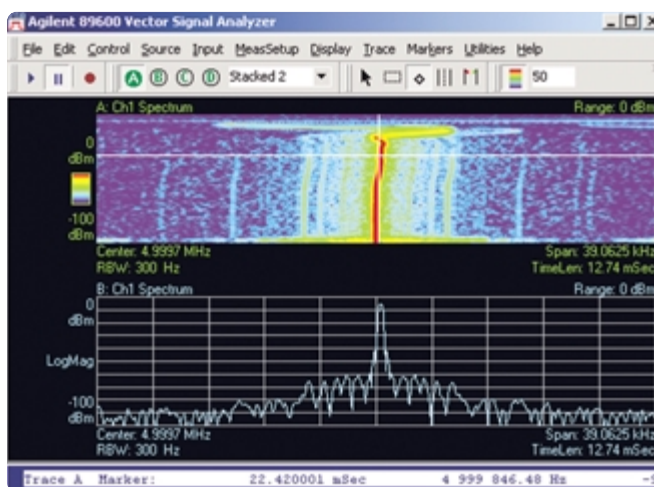 Agilent 89600 Vector Signal Analyzer
File Edit Control Source Input MeasSetup Display Trace Markers Utilities Help
A B C D Stacked 2 50
A: Ch1 Spectrum Range: 0 dBm
0
dBm
-100
dBm
Center: 4.9997 MHz Span: 39.0625 kHz
RBW: 300 Hz TimeLen: 12.74 mSec
B: Ch1 Spectrum Range: 0 dBm
0
dBm
LogMag
-100
dBm
Center: 4.9997 MHz Span: 39.0625 kHz
RBW: 300 Hz TimeLen: 12.74 mSec
Trace A Marker: 22.420001 mSec 4 999 846.48 Hz